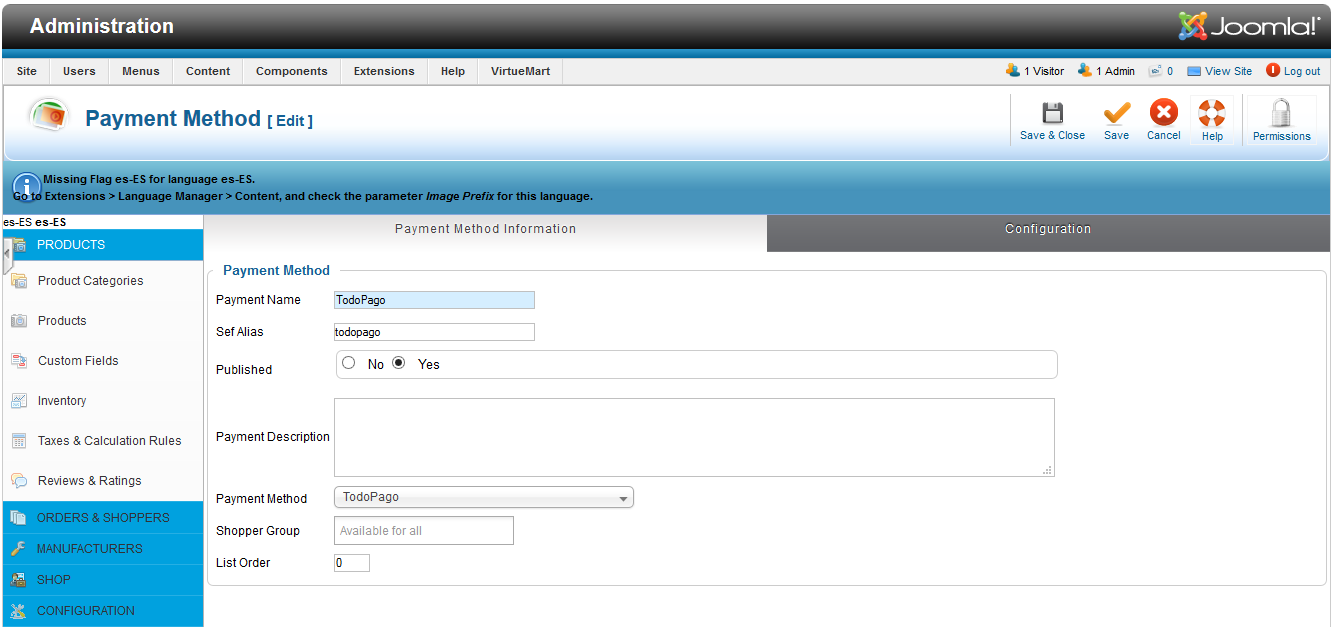 Administration
Joomla!
Site Users Menus Content Components Extensions Help VirtueMart
1 Visitor 1 Admin 0 View Site Log out
Payment Method [ Edit ]
Save & Close Save Cancel Help Permissions
Missing Flag es-ES for language es-ES.
Go to Extensions > Language Manager > Content, and check the parameter Image Prefix for this language.
es-ES es-ES
PRODUCTS
Product Categories
Products
Custom Fields
Inventory
Taxes & Calculation Rules
Reviews & Ratings
ORDERS & SHOPPERS
MANUFACTURERS
SHOP
CONFIGURATION
Payment Method Information Configuration
Payment Method
Payment Name TodoPago
Sef Alias todopago
Published No Yes
Payment Description
Payment Method TodoPago
Shopper Group Available for all
List Order 0